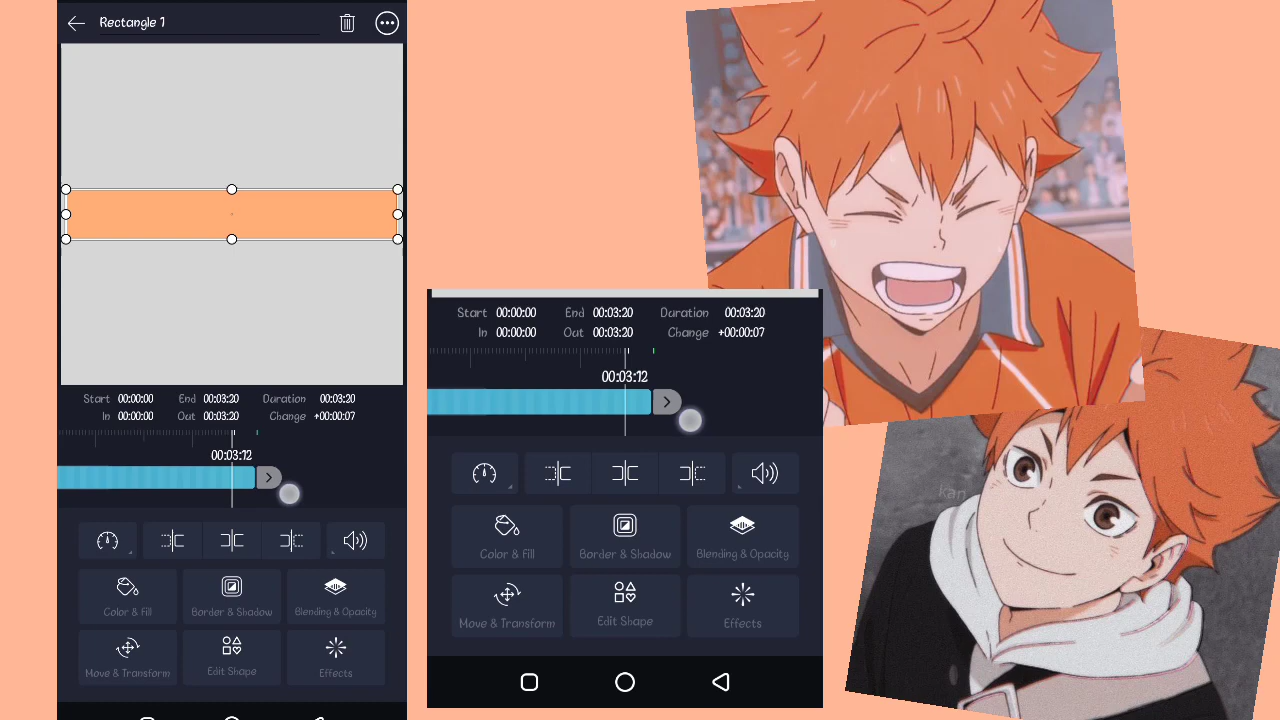 Rectangle 1
Start 00:00:00 End 00:03:20 Duration 00:03:20
In 00:00:00 Out 00:03:20 Change +00:00:07
00:03:12
Color & Fill Border & Shadow Blending & Opacity
Move & Transform Edit Shape Effects
Start 00:00:00 End 00:03:20 Duration 00:03:20
In 00:00:00 Out 00:03:20 Change +00:00:07
00:03:12
Color & Fill Border & Shadow Blending & Opacity
Move & Transform Edit Shape Effects
kan